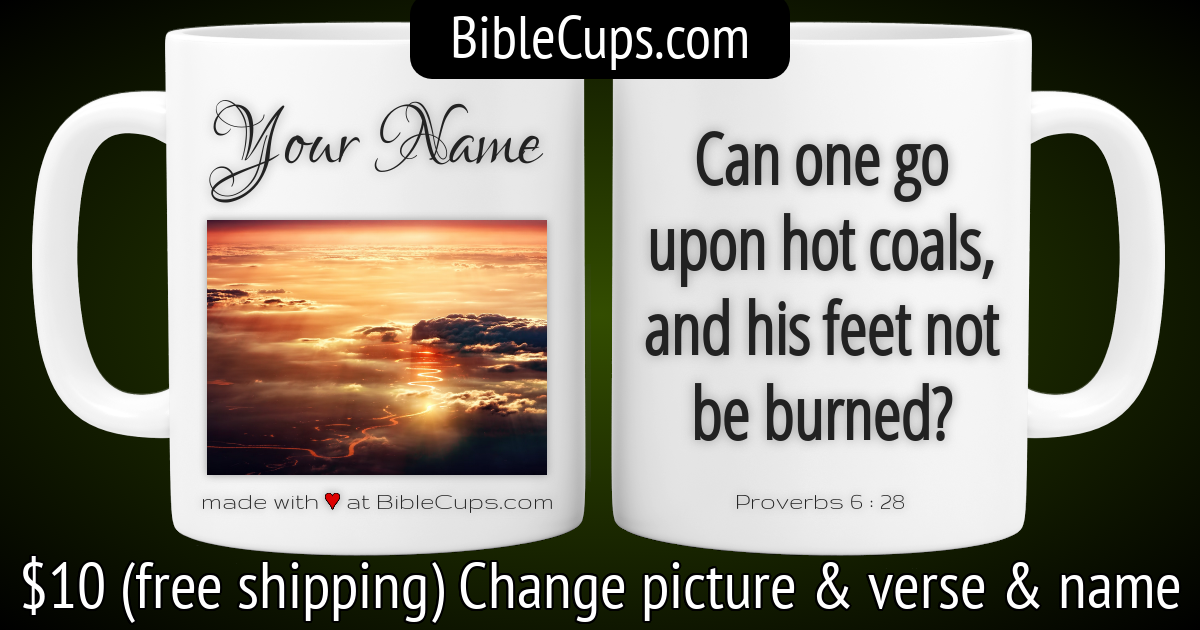 BibleCups.com
Your Name
made with ❤ at BibleCups.com
Can one go
upon hot coals,
and his feet not
be burned?
Proverbs 6 : 28
$10 (free shipping) Change picture & verse & name